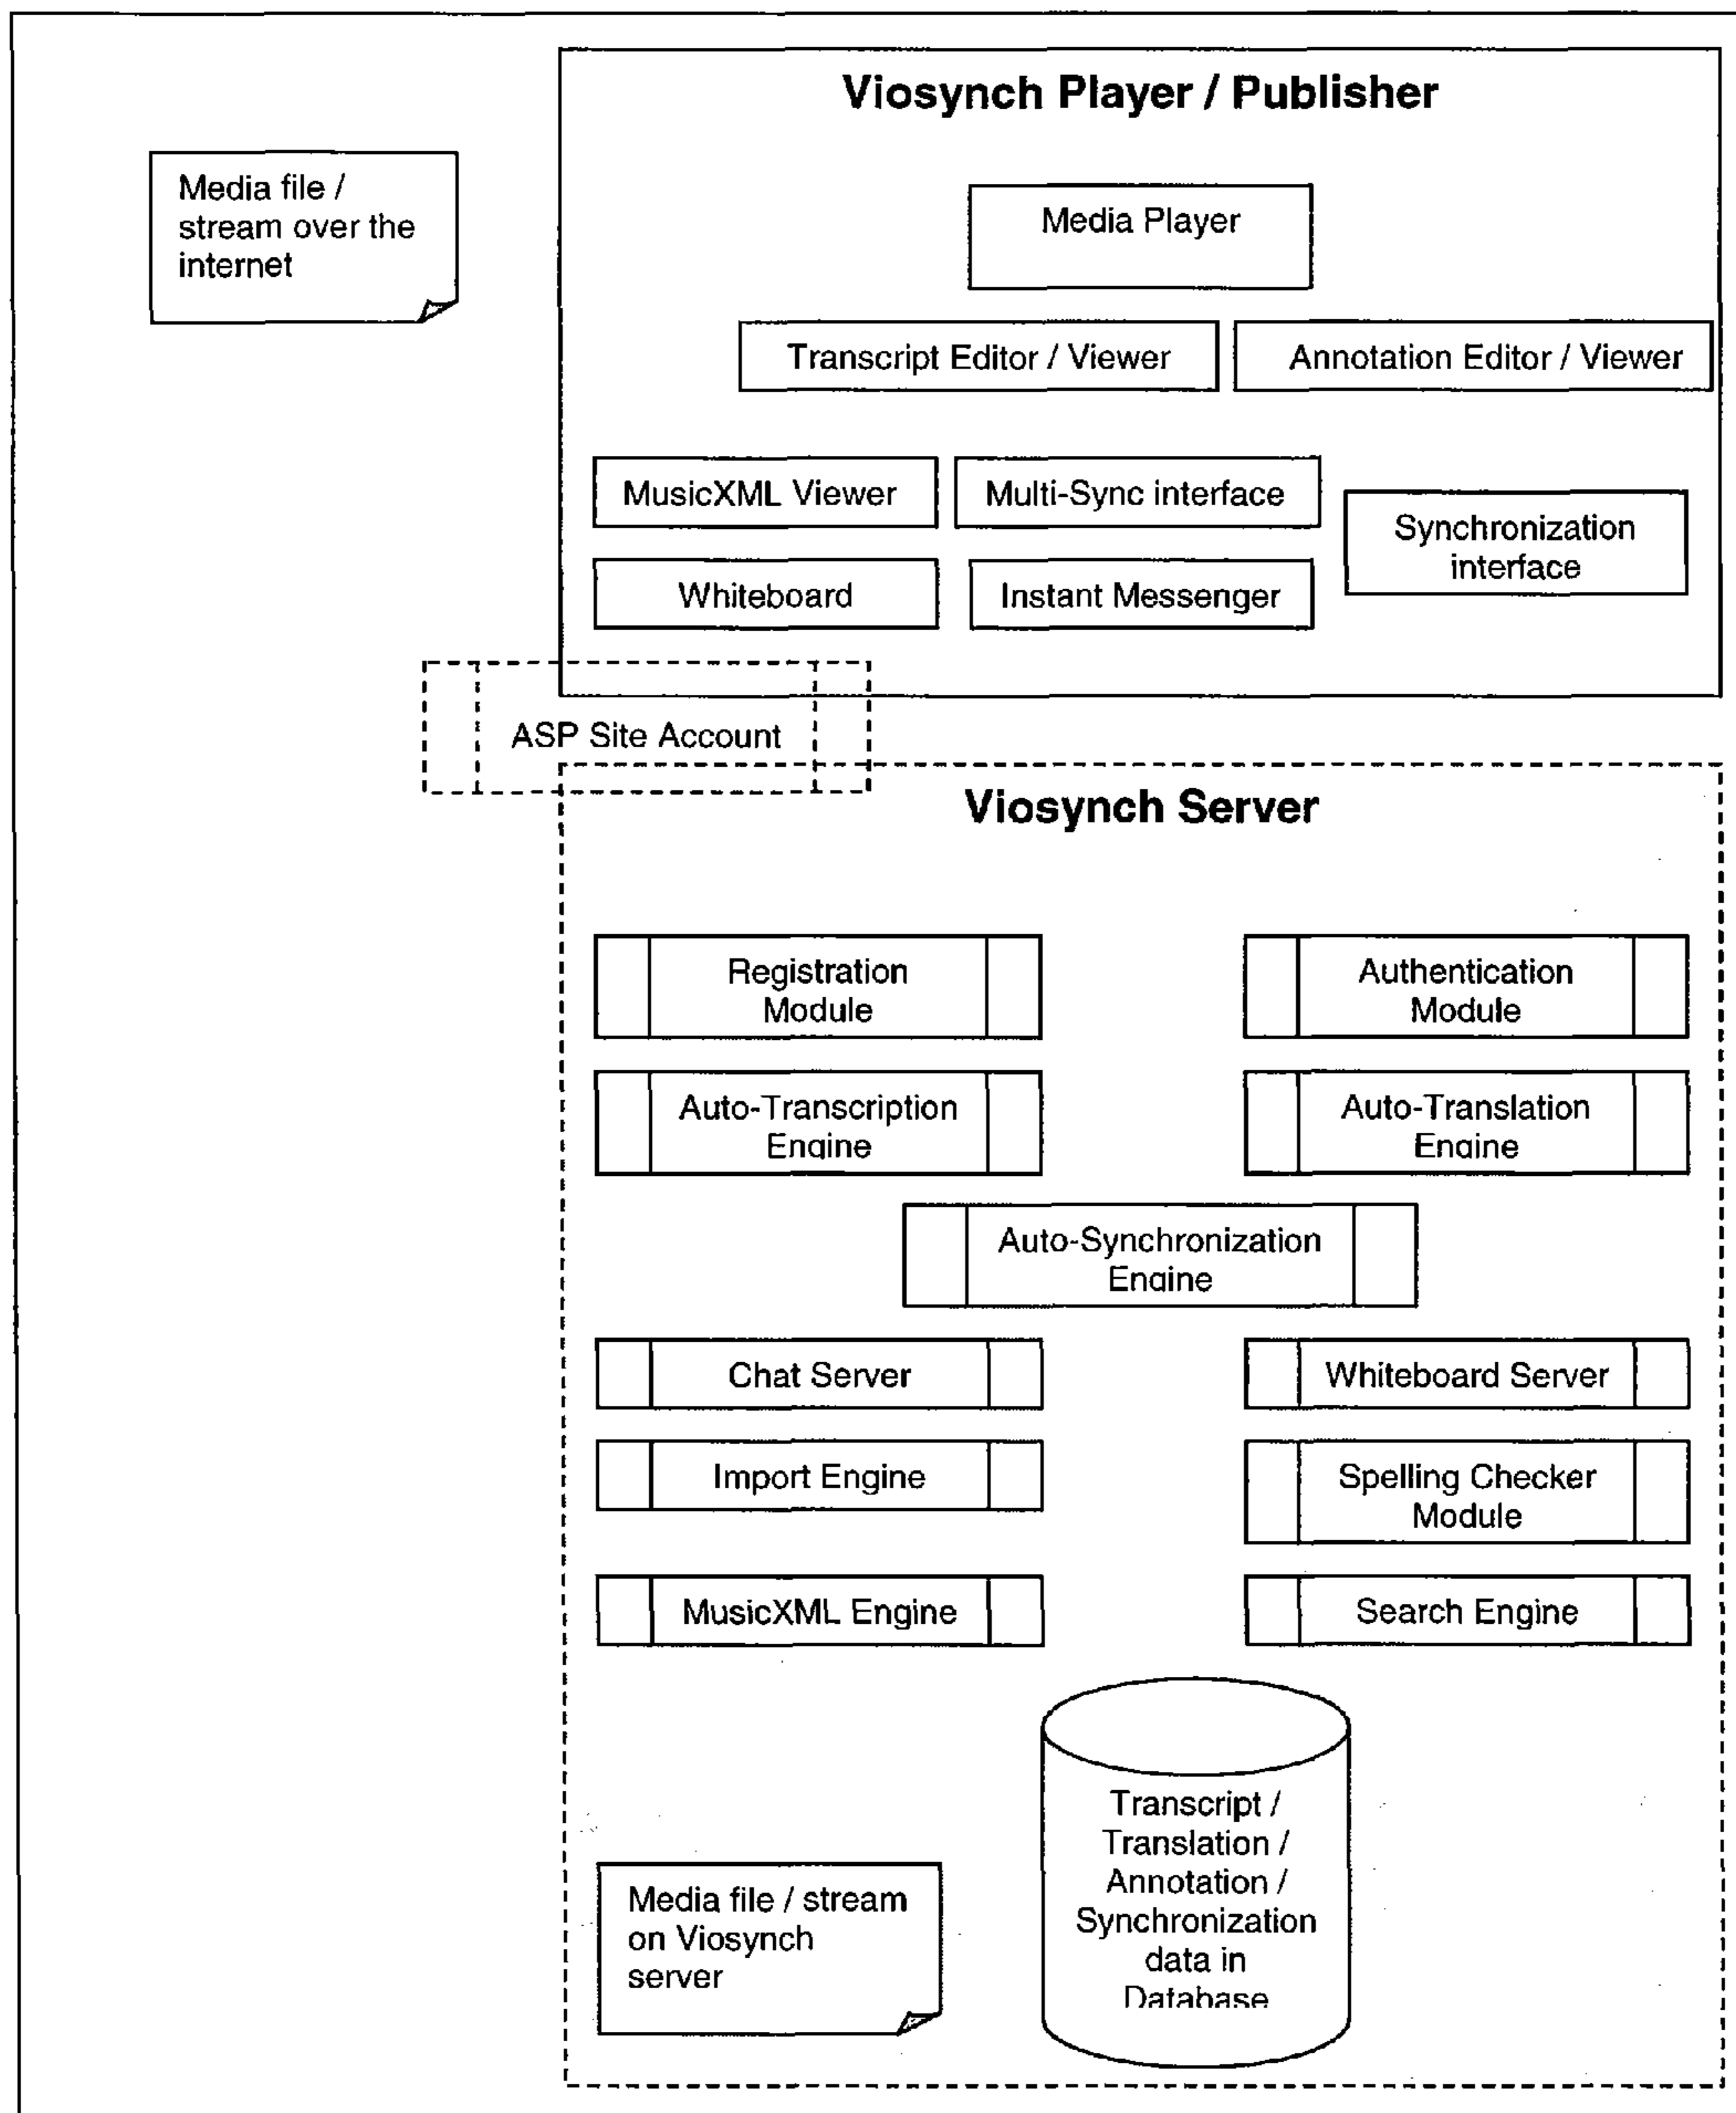 Viosynch Player / Publisher
Media file /
stream over the
internet
Media Player
Transcript Editor / Viewer
Annotation Editor / Viewer
MusicXML Viewer
Multi-Sync interface
Synchronization
interface
Whiteboard
Instant Messenger
ASP Site Account
Viosynch Server
Registration
Module
Authentication
Module
Auto-Transcription
Engine
Auto-Translation
Engine
Auto-Synchronization
Engine
Chat Server
Whiteboard Server
Import Engine
Spelling Checker
Module
MusicXML Engine
Search Engine
Transcript /
Translation /
Annotation /
Synchronization
data in
Database
Media file / stream
on Viosynch
server